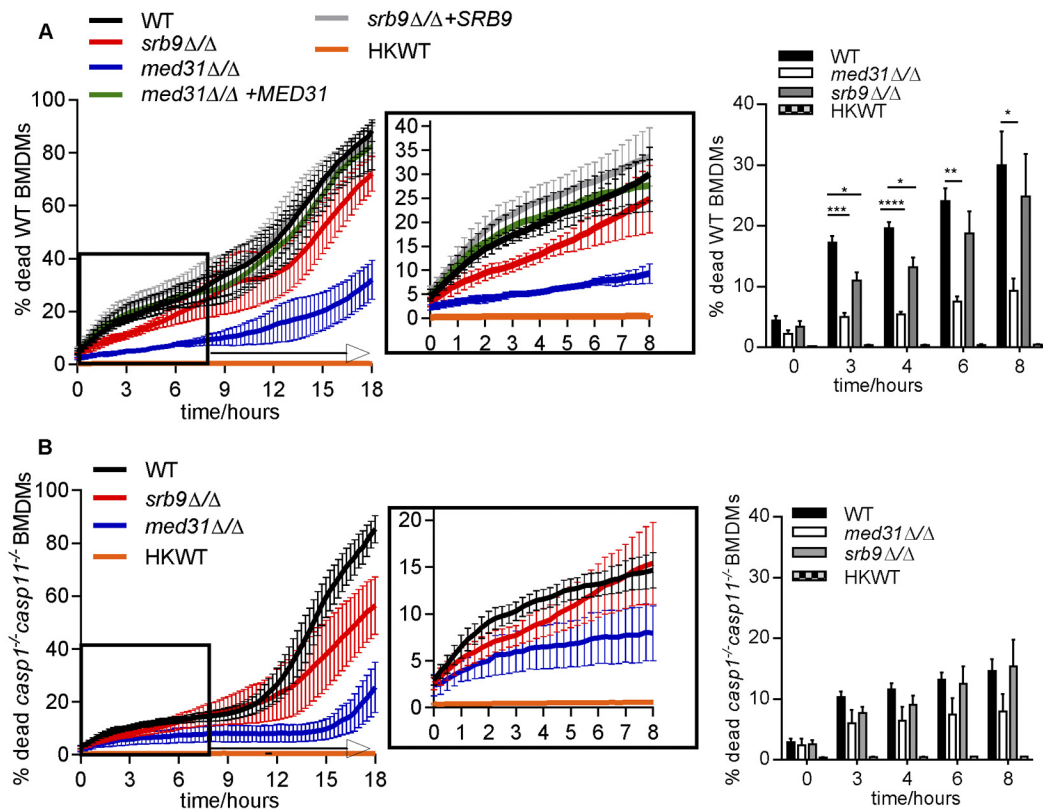 A
WT
srb9Δ/Δ
med31Δ/Δ
med31Δ/Δ +MED31
srb9Δ/Δ+SRB9
HKWT
% dead WT BMDMs
100
80
60
40
20
0
0 3 6 9 12 15 18
time/hours
40
35
30
25
20
15
10
5
0
0 1 2 3 4 5 6 7 8
WT
med31Δ/Δ
srb9Δ/Δ
HKWT
% dead WT BMDMs
40
30
20
10
0
*
***
*
****
**
*
0 3 4 6 8
time/hours
B
WT
srb9Δ/Δ
med31Δ/Δ
HKWT
% dead casp1-/-casp11-/- BMDMs
100
80
60
40
20
0
0 3 6 9 12 15 18
time/hours
20
15
10
5
0
0 1 2 3 4 5 6 7 8
WT
med31Δ/Δ
srb9Δ/Δ
HKWT
% dead casp1-/-casp11-/- BMDMs
40
30
20
10
0
0 3 4 6 8
time/hours